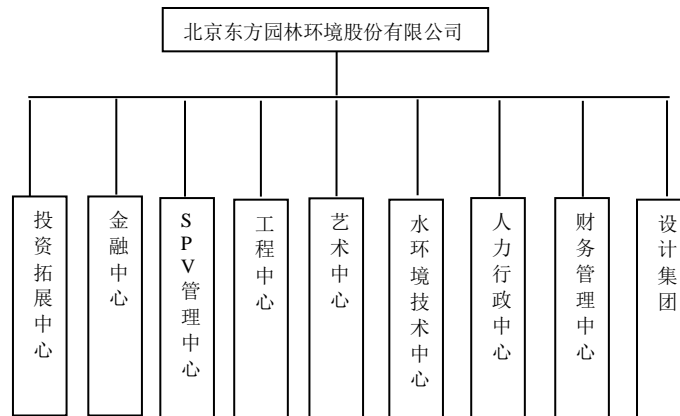 北京东方园林环境股份有限公司
投资拓展中心
金融中心
SPV管理中心
工程中心
艺术中心
水环境技术中心
人力行政中心
财务管理中心
设计集团